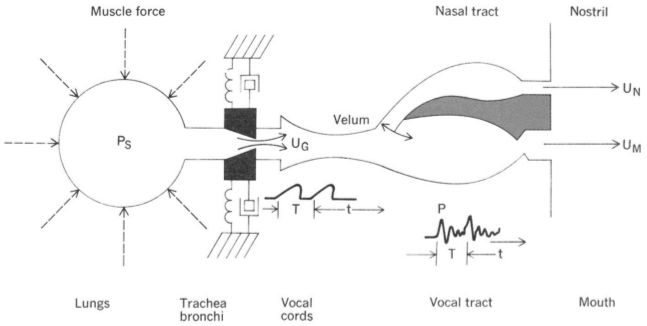 Muscle force
Nasal tract
Nostril
U_N
Velum
P_S
U_G
U_M
T
t
P
T
t
Lungs
Trachea
bronchi
Vocal
cords
Vocal tract
Mouth